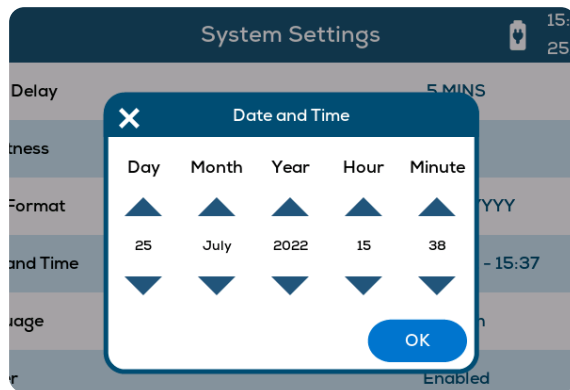 System Settings
15:
25
Delay
5 MINS
Date and Time
tness
Day Month Year Hour Minute
Format
YYYY
25 July 2022 15 38
and Time
- 15:37
uage
OK
Enabled